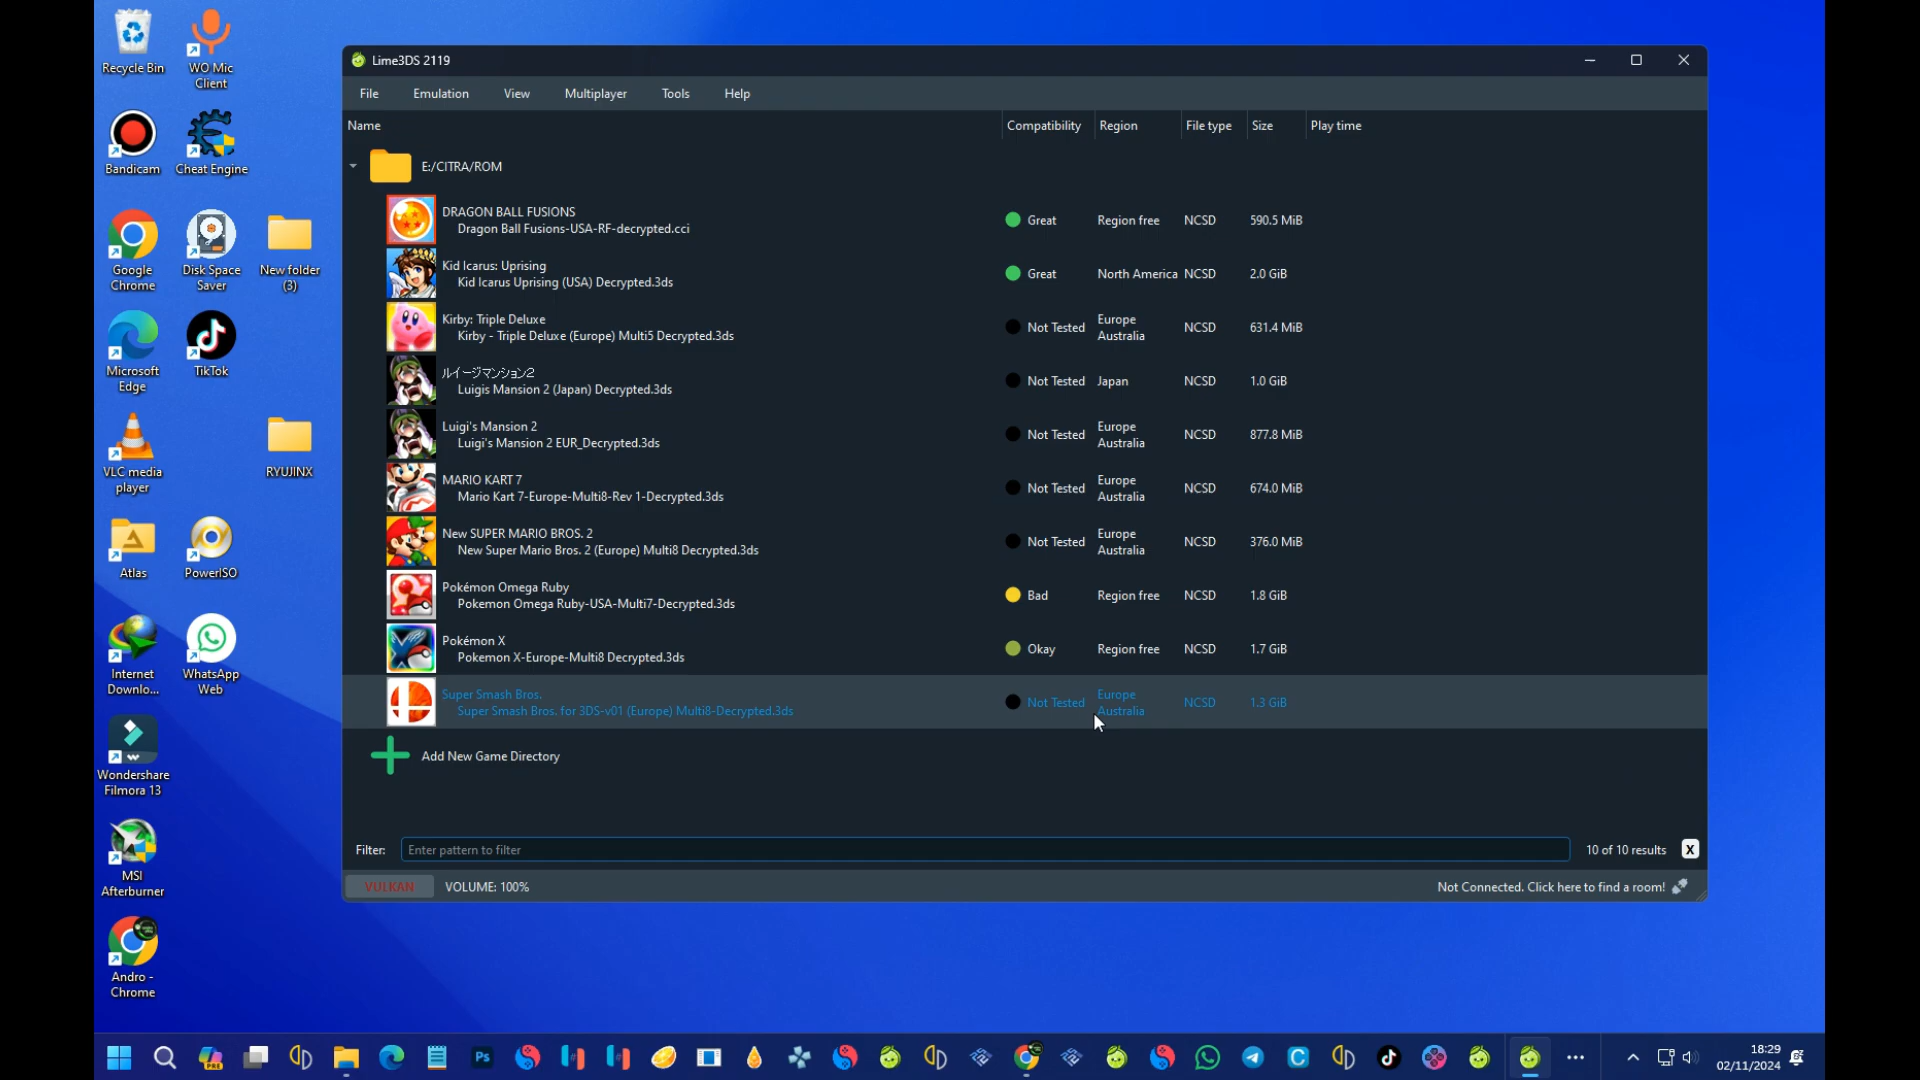 Recycle Bin
WO Mic
Client
Bandicam
Cheat Engine
Google
Chrome
Disk Space
Saver
New folder
(3)
Microsoft
Edge
TikTok
VLC media
player
RYUJINX
Atlas
PowerISO
Internet
Downlo...
WhatsApp
Web
Wondershare
Filmora 13
MSI
Afterburner
Andro -
Chrome
Lime3DS 2119
File Emulation View Multiplayer Tools Help
Name Compatibility Region File type Size Play time
E:/CITRA/ROM
DRAGON BALL FUSIONS
Dragon Ball Fusions-USA-RF-decrypted.cci
Great Region free NCSD 590.5 MiB
Kid Icarus: Uprising
Kid Icarus Uprising (USA) Decrypted.3ds
Great North America NCSD 2.0 GiB
Kirby: Triple Deluxe
Kirby - Triple Deluxe (Europe) Multi5 Decrypted.3ds
Not Tested Europe
Australia NCSD 631.4 MiB
ルイージマンション2
Luigis Mansion 2 (Japan) Decrypted.3ds
Not Tested Japan NCSD 1.0 GiB
Luigi's Mansion 2
Luigi's Mansion 2 EUR_Decrypted.3ds
Not Tested Europe
Australia NCSD 877.8 MiB
MARIO KART 7
Mario Kart 7-Europe-Multi8-Rev 1-Decrypted.3ds
Not Tested Europe
Australia NCSD 674.0 MiB
New SUPER MARIO BROS. 2
New Super Mario Bros. 2 (Europe) Multi8 Decrypted.3ds
Not Tested Europe
Australia NCSD 376.0 MiB
Pokémon Omega Ruby
Pokemon Omega Ruby-USA-Multi7-Decrypted.3ds
Bad Region free NCSD 1.8 GiB
Pokémon X
Pokemon X-Europe-Multi8 Decrypted.3ds
Okay Region free NCSD 1.7 GiB
Super Smash Bros.
Super Smash Bros. for 3DS-v01 (Europe) Multi8-Decrypted.3ds
Not Tested Europe
Australia NCSD 1.3 GiB
Add New Game Directory
Filter: Enter pattern to filter 10 of 10 results X
VULKAN VOLUME: 100% Not Connected. Click here to find a room!
PRE
Ps
C
18:29
02/11/2024